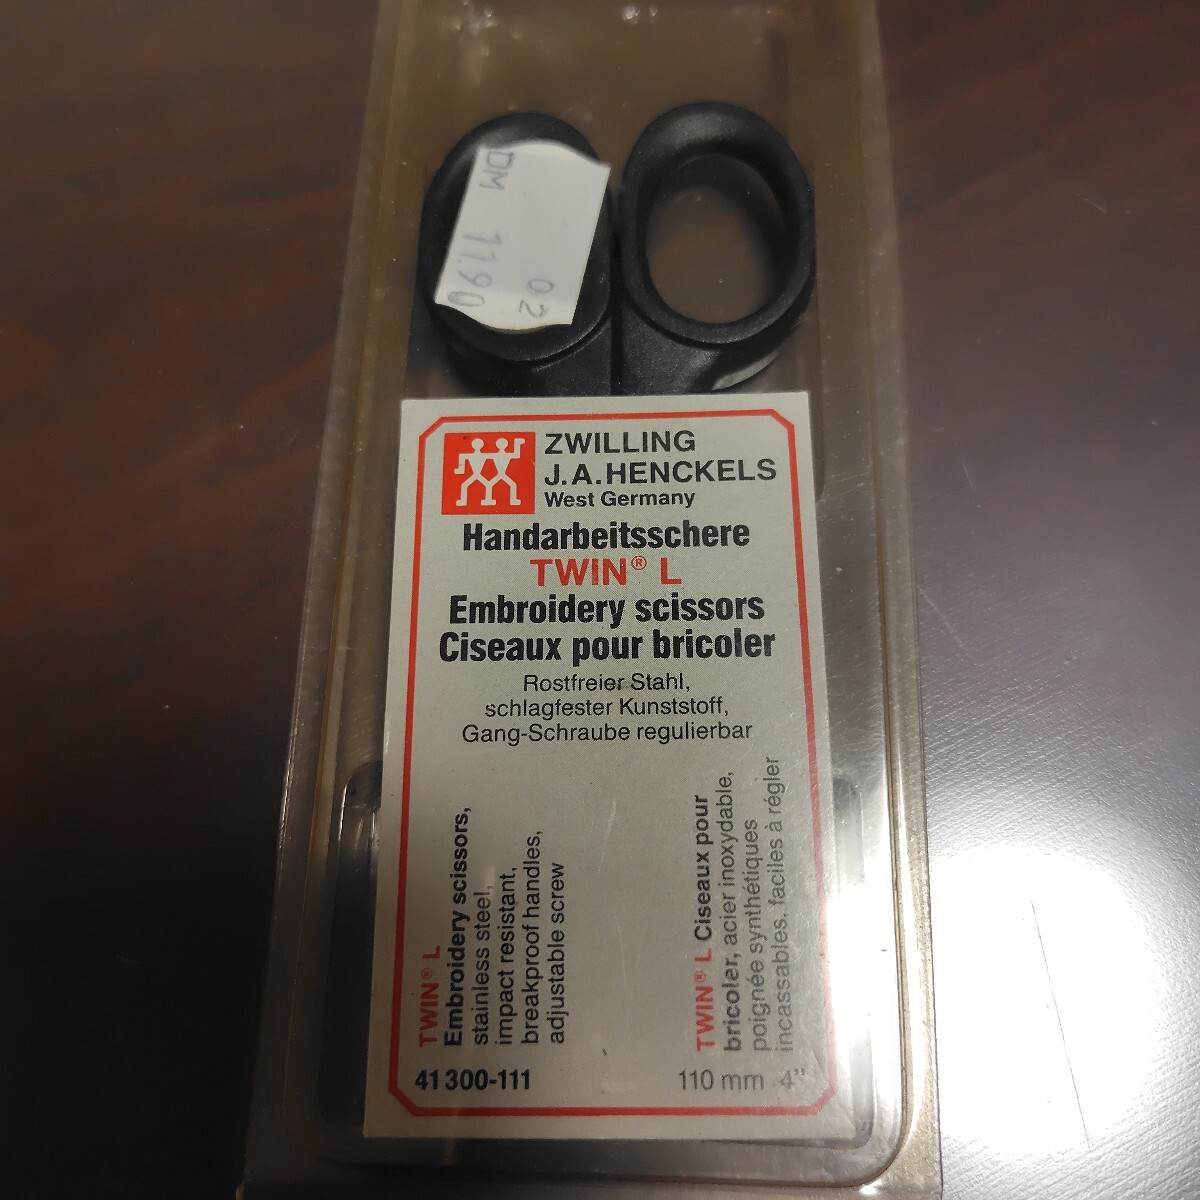 DM 11.90
02
ZWILLING
J.A.HENCKELS
West Germany
Handarbeitsschere
TWIN® L
Embroidery scissors
Ciseaux pour bricoler
Rostfreier Stahl,
schlagfester Kunststoff,
Gang-Schraube regulierbar
TWIN® L
Embroidery scissors,
stainless steel,
impact resistant,
breakproof handles,
adjustable screw
TWIN® L Ciseaux pour
bricoler, acier inoxydable,
poignée synthétiques
incassables, faciles à régler
41 300-111
110 mm 4"